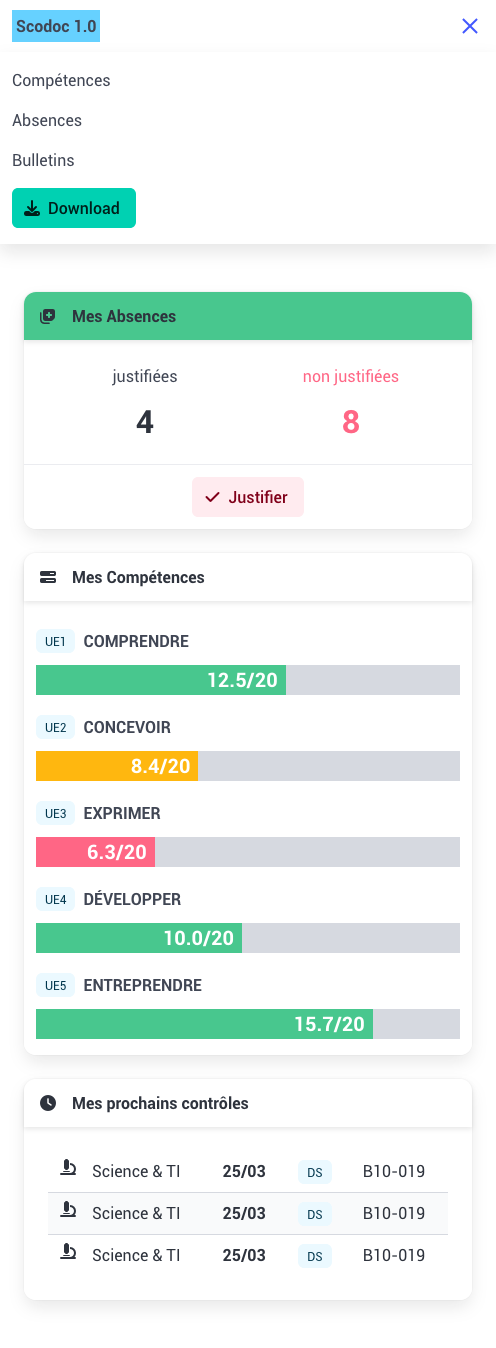 Scodoc 1.0
Compétences
Absences
Bulletins
Download
Mes Absences
justifiées non justifiées
4 8
Justifier
Mes Compétences
UE1 COMPRENDRE
12.5/20
UE2 CONCEVOIR
8.4/20
UE3 EXPRIMER
6.3/20
UE4 DÉVELOPPER
10.0/20
UE5 ENTREPRENDRE
15.7/20
Mes prochains contrôles
Science & TI 25/03 DS B10-019
Science & TI 25/03 DS B10-019
Science & TI 25/03 DS B10-019